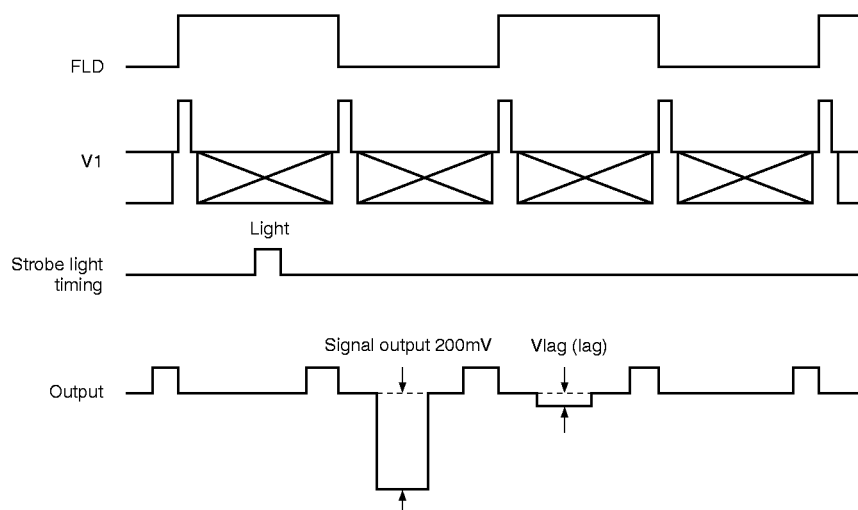 FLD
V1
Light
Strobe light
timing
Signal output 200mV
Vlag (lag)
Output